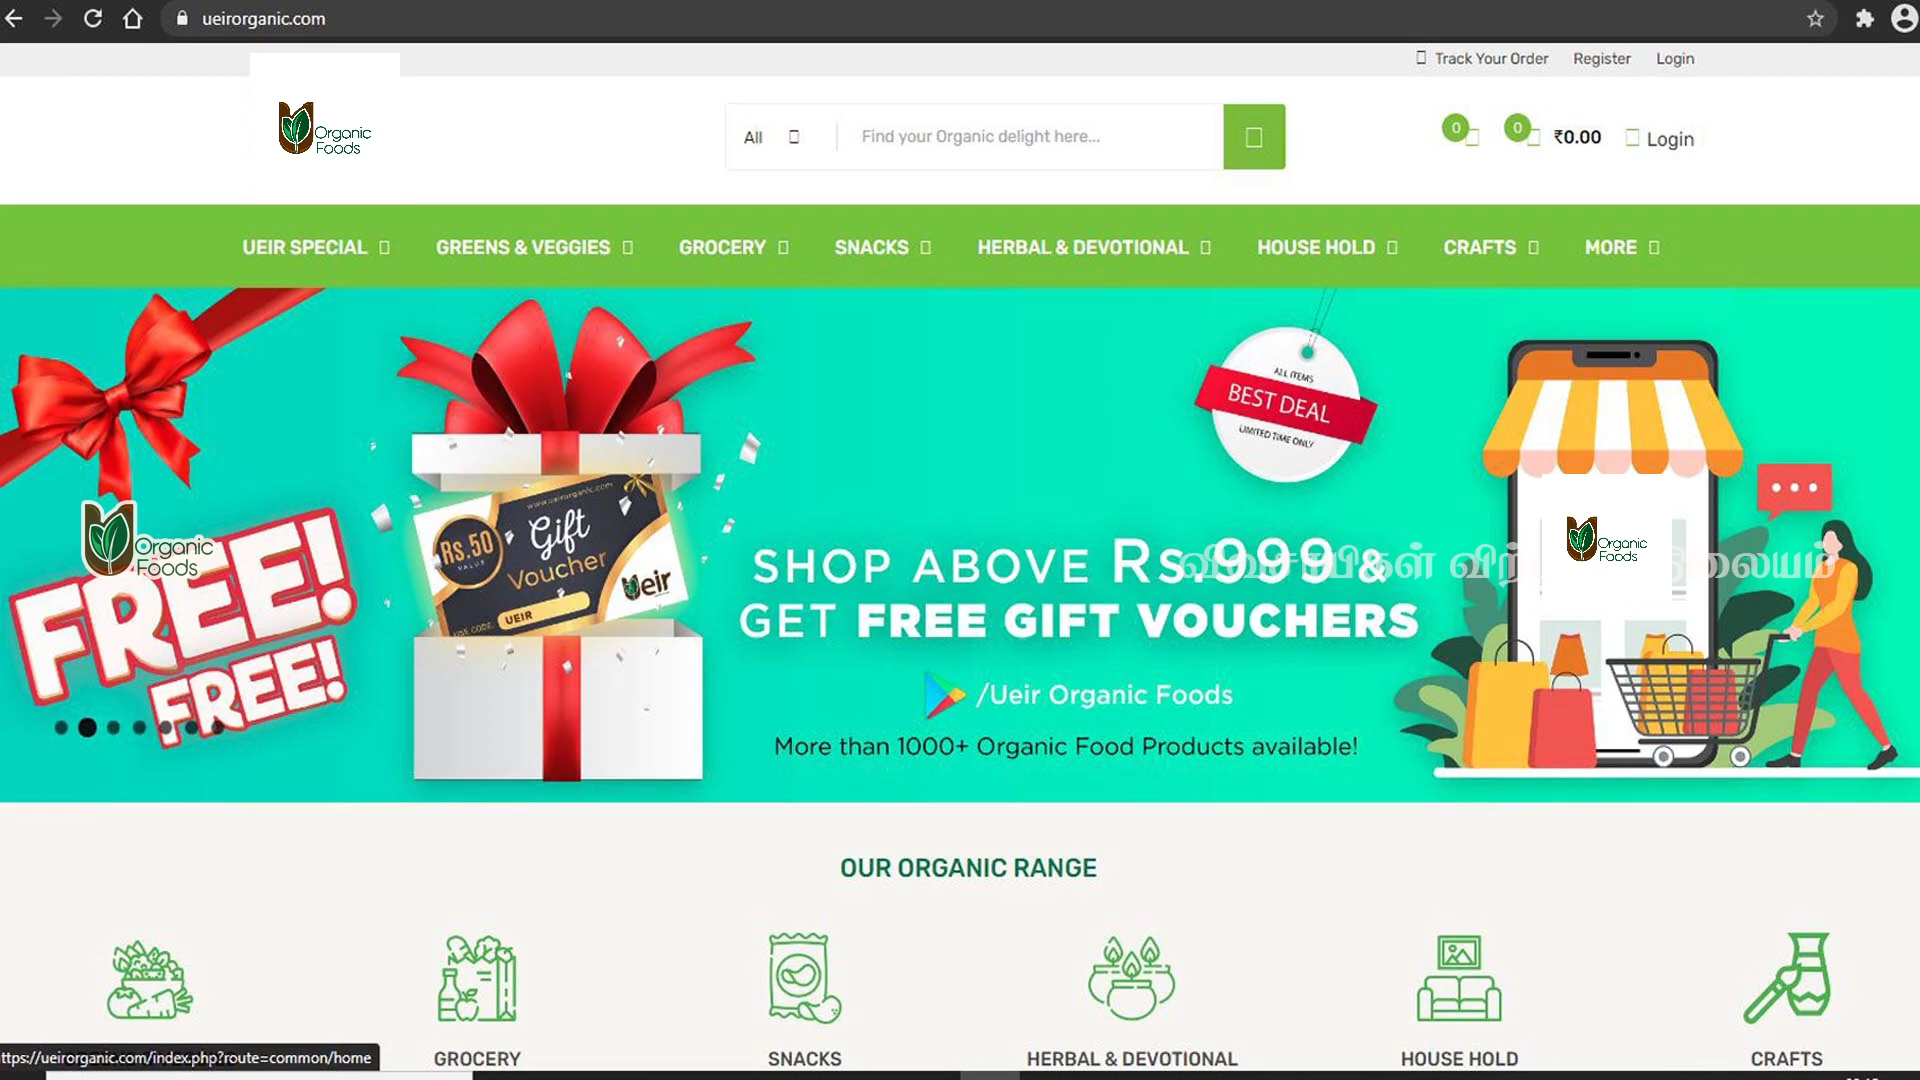 ueirorganic.com
Track Your Order Register Login
Organic
Foods
All Find your Organic delight here...
0 0 ₹0.00 Login
UEIR SPECIAL GREENS & VEGGIES GROCERY SNACKS HERBAL & DEVOTIONAL HOUSE HOLD CRAFTS MORE
ALL ITEMS
BEST DEAL
LIMITED TIME ONLY
www.ueirorganic.com
RS.50
VALUE
Gift
Voucher
USE CODE: UEIR
Ueir
Organic
Foods
FREE!
FREE!
SHOP ABOVE Rs.999 &
GET FREE GIFT VOUCHERS
விவசாயிகள்
Organic
Foods
/Ueir Organic Foods
More than 1000+ Organic Food Products available!
OUR ORGANIC RANGE
GROCERY SNACKS HERBAL & DEVOTIONAL HOUSE HOLD CRAFTS
ttps://ueirorganic.com/index.php?route=common/home